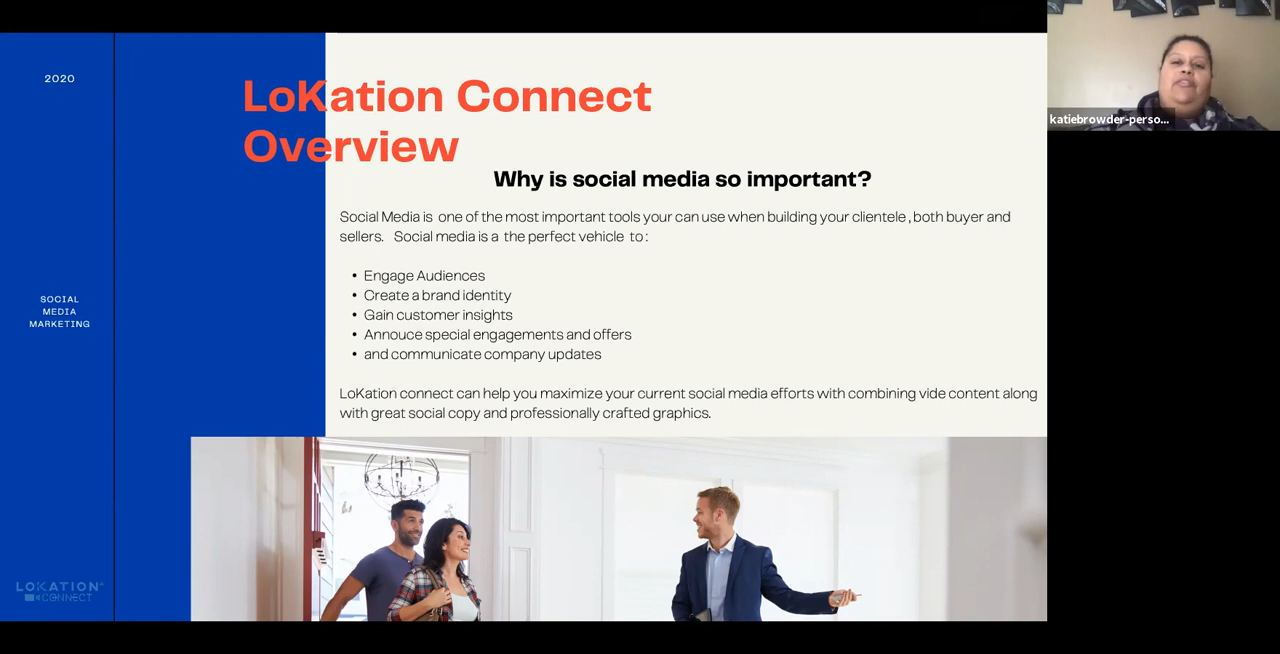 2020
LoKation Connect
Overview
Why is social media so important?
Social Media is one of the most important tools your can use when building your clientele , both buyer and
sellers. Social media is a the perfect vehicle to :
• Engage Audiences
• Create a brand identity
• Gain customer insights
• Annouce special engagements and offers
• and communicate company updates
LoKation connect can help you maximize your current social media efforts with combining vide content along
with great social copy and professionally crafted graphics.
SOCIAL
MEDIA
MARKETING
LOKATION
CONNECT
katiebrowder-perso...